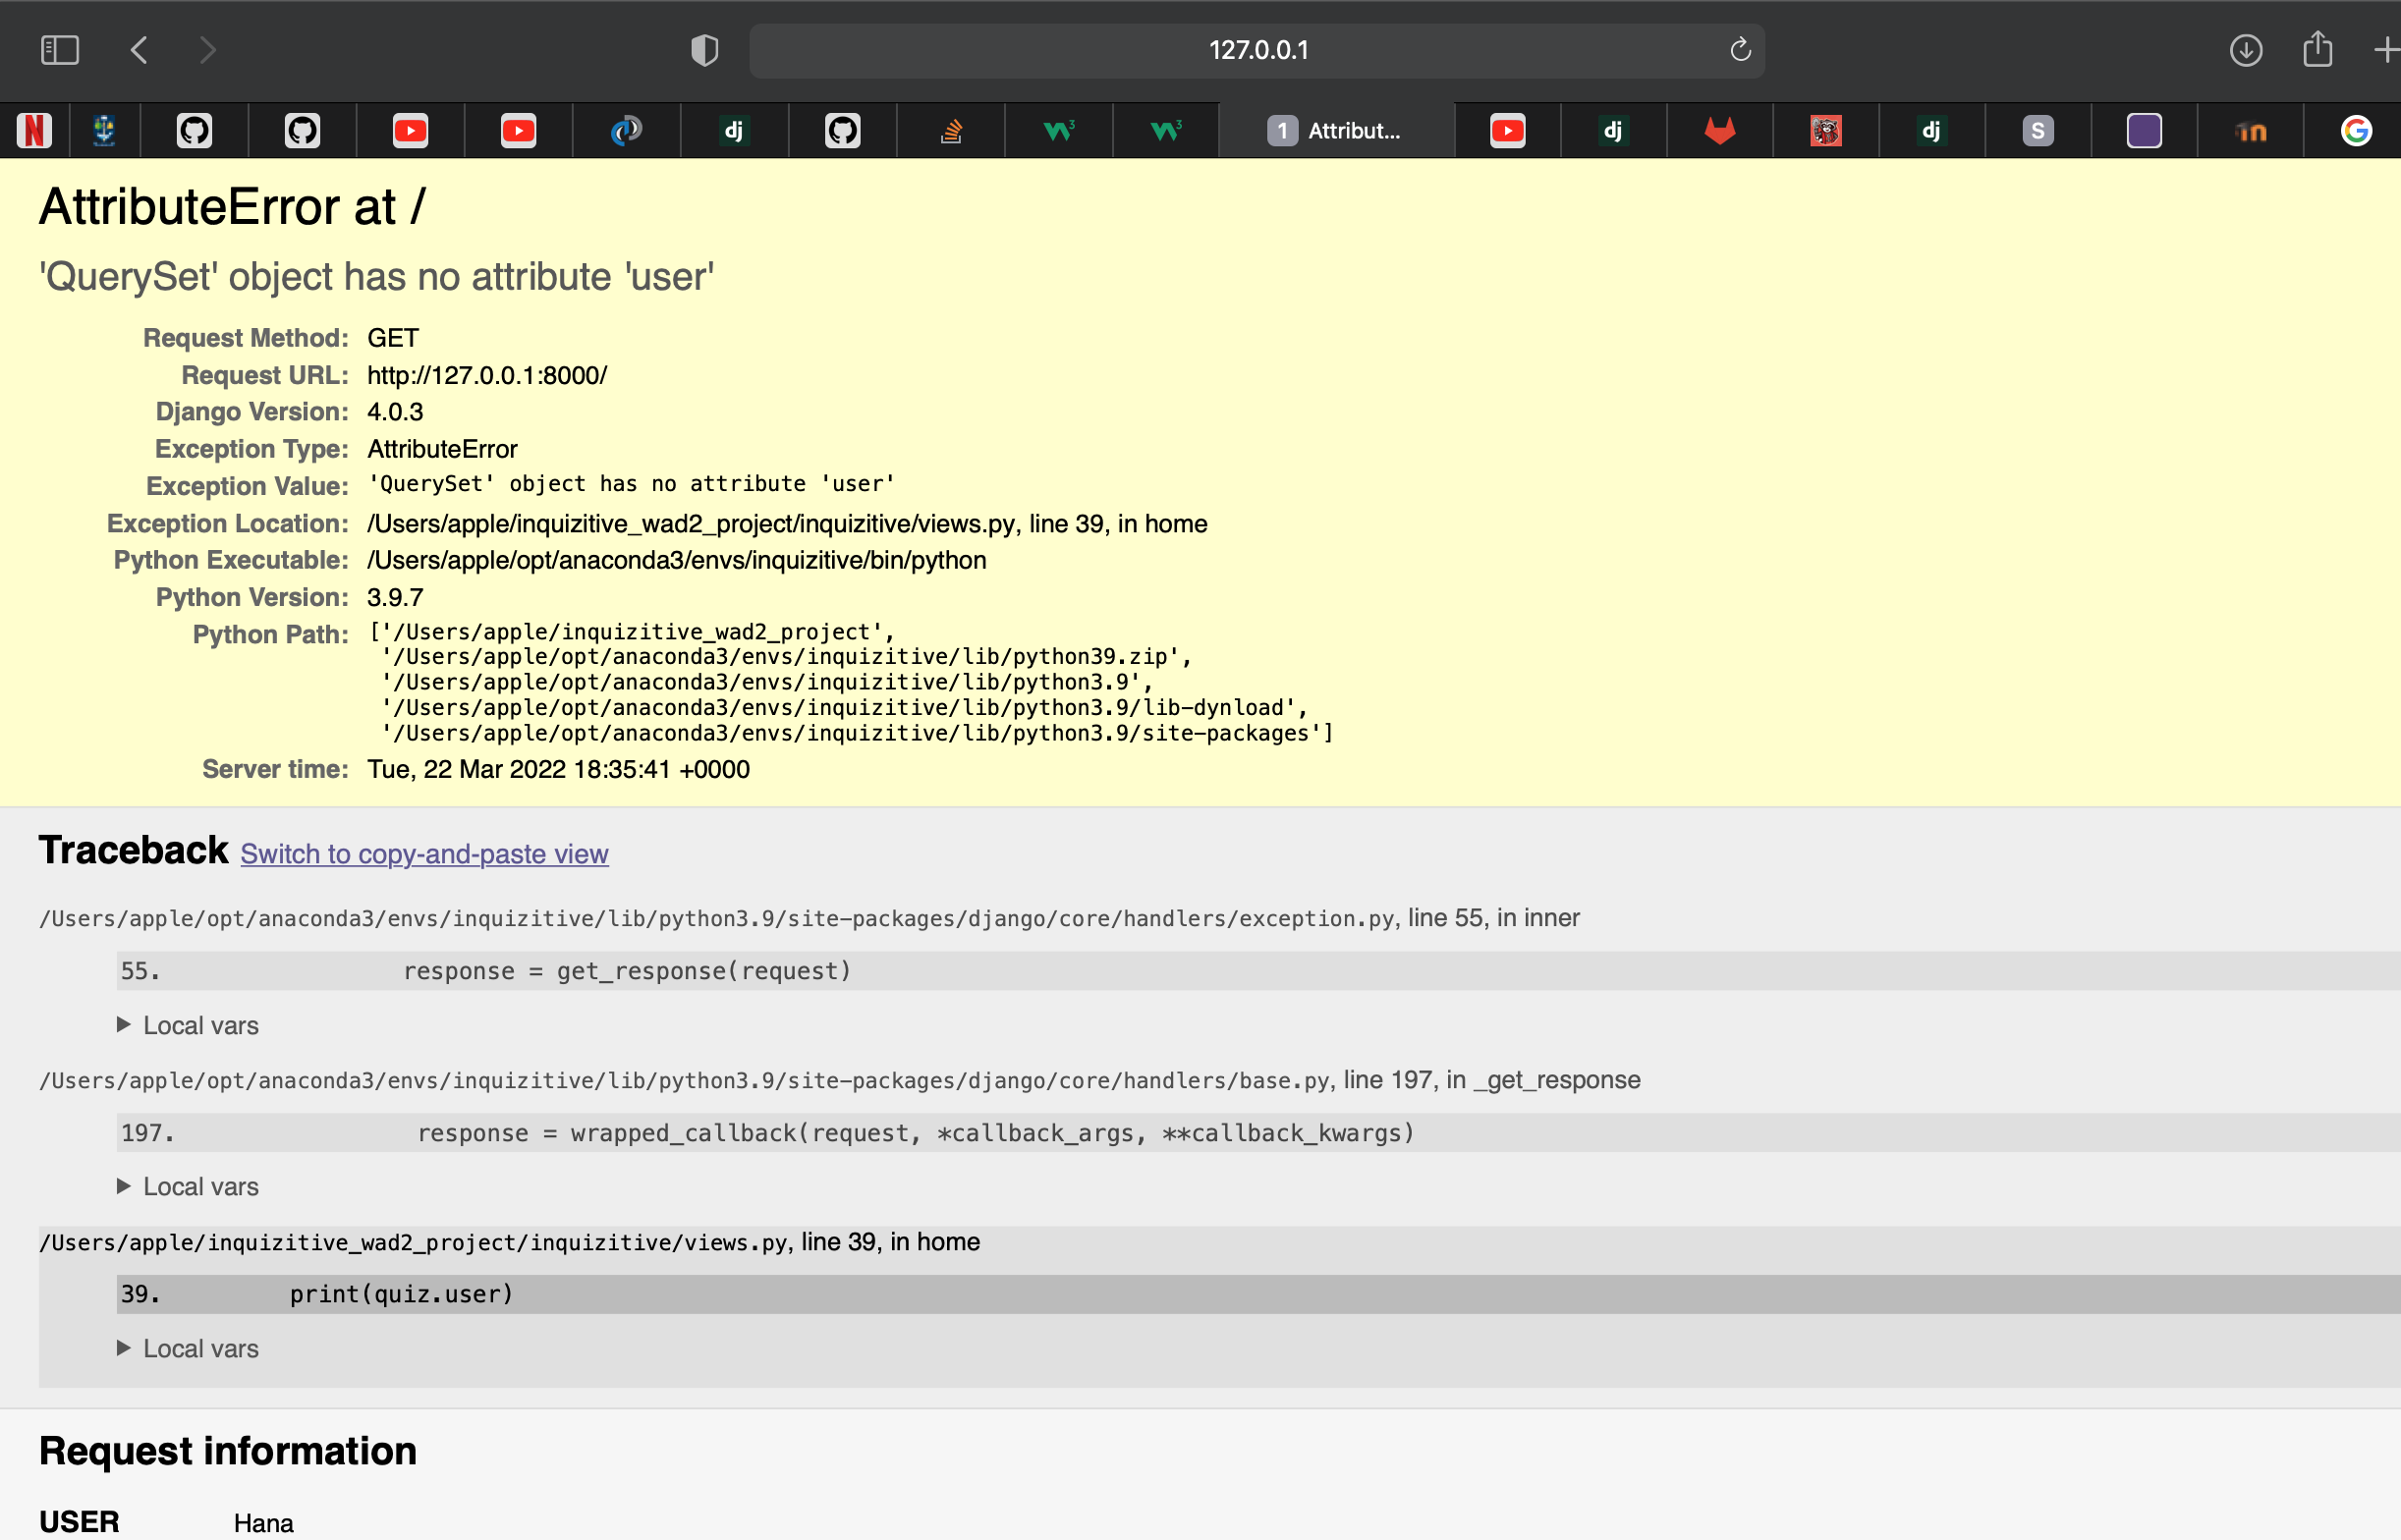 127.0.0.1
N
dj
W3
W3
1 Attribut...
dj
dj
S
m
G
AttributeError at /
'QuerySet' object has no attribute 'user'
Request Method: GET
Request URL: http://127.0.0.1:8000/
Django Version: 4.0.3
Exception Type: AttributeError
Exception Value: 'QuerySet' object has no attribute 'user'
Exception Location: /Users/apple/inquizitive_wad2_project/inquizitive/views.py, line 39, in home
Python Executable: /Users/apple/opt/anaconda3/envs/inquizitive/bin/python
Python Version: 3.9.7
Python Path: ['/Users/apple/inquizitive_wad2_project',
'/Users/apple/opt/anaconda3/envs/inquizitive/lib/python39.zip',
'/Users/apple/opt/anaconda3/envs/inquizitive/lib/python3.9',
'/Users/apple/opt/anaconda3/envs/inquizitive/lib/python3.9/lib-dynload',
'/Users/apple/opt/anaconda3/envs/inquizitive/lib/python3.9/site-packages']
Server time: Tue, 22 Mar 2022 18:35:41 +0000
Traceback Switch to copy-and-paste view
/Users/apple/opt/anaconda3/envs/inquizitive/lib/python3.9/site-packages/django/core/handlers/exception.py, line 55, in inner
55. response = get_response(request)
▶ Local vars
/Users/apple/opt/anaconda3/envs/inquizitive/lib/python3.9/site-packages/django/core/handlers/base.py, line 197, in _get_response
197. response = wrapped_callback(request, *callback_args, **callback_kwargs)
▶ Local vars
/Users/apple/inquizitive_wad2_project/inquizitive/views.py, line 39, in home
39. print(quiz.user)
▶ Local vars
Request information
USER Hana